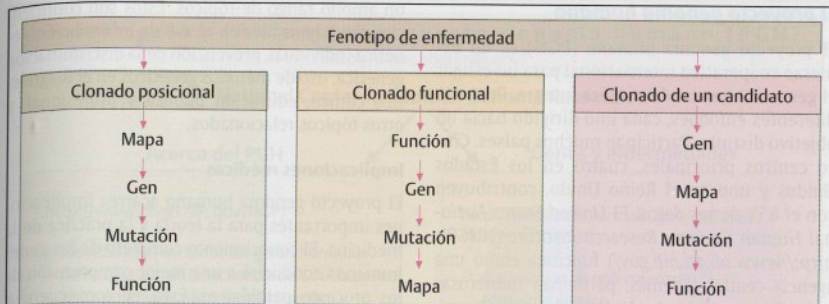 Fenotipo de enfermedad
Clonado posicional
Mapa
Gen
Mutación
Función
Clonado funcional
Función
Gen
Mutación
Mapa
Clonado de un candidato
Gen
Mapa
Mutación
Función